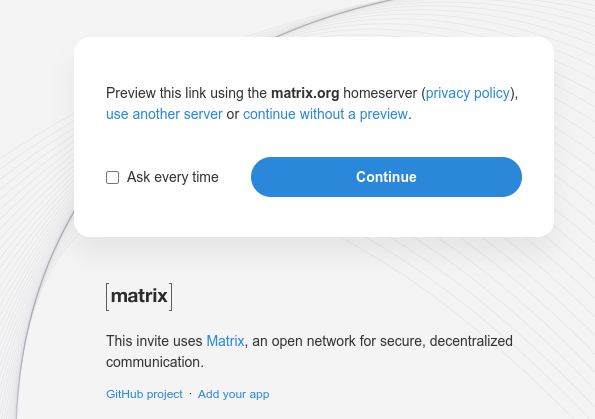 Preview this link using the matrix.org homeserver (privacy policy),
use another server or continue without a preview.
Ask every time
Continue
[matrix]
This invite uses Matrix, an open network for secure, decentralized
communication.
GitHub project · Add your app